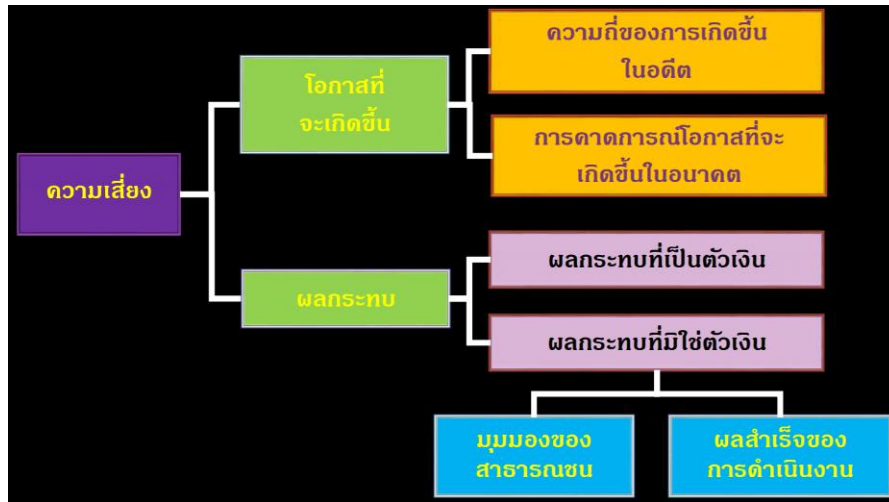 ความเสี่ยง
โอกาสที่
จะเกิดขึ้น
ความถี่ของการเกิดขึ้น
ในอดีต
การคาดการณ์โอกาสที่จะ
เกิดขึ้นในอนาคต
ผลกระทบ
ผลกระทบที่เป็นตัวเงิน
ผลกระทบที่มิใช่ตัวเงิน
มุมมองของ
สาธารณชน
ผลสำเร็จของ
การดำเนินงาน